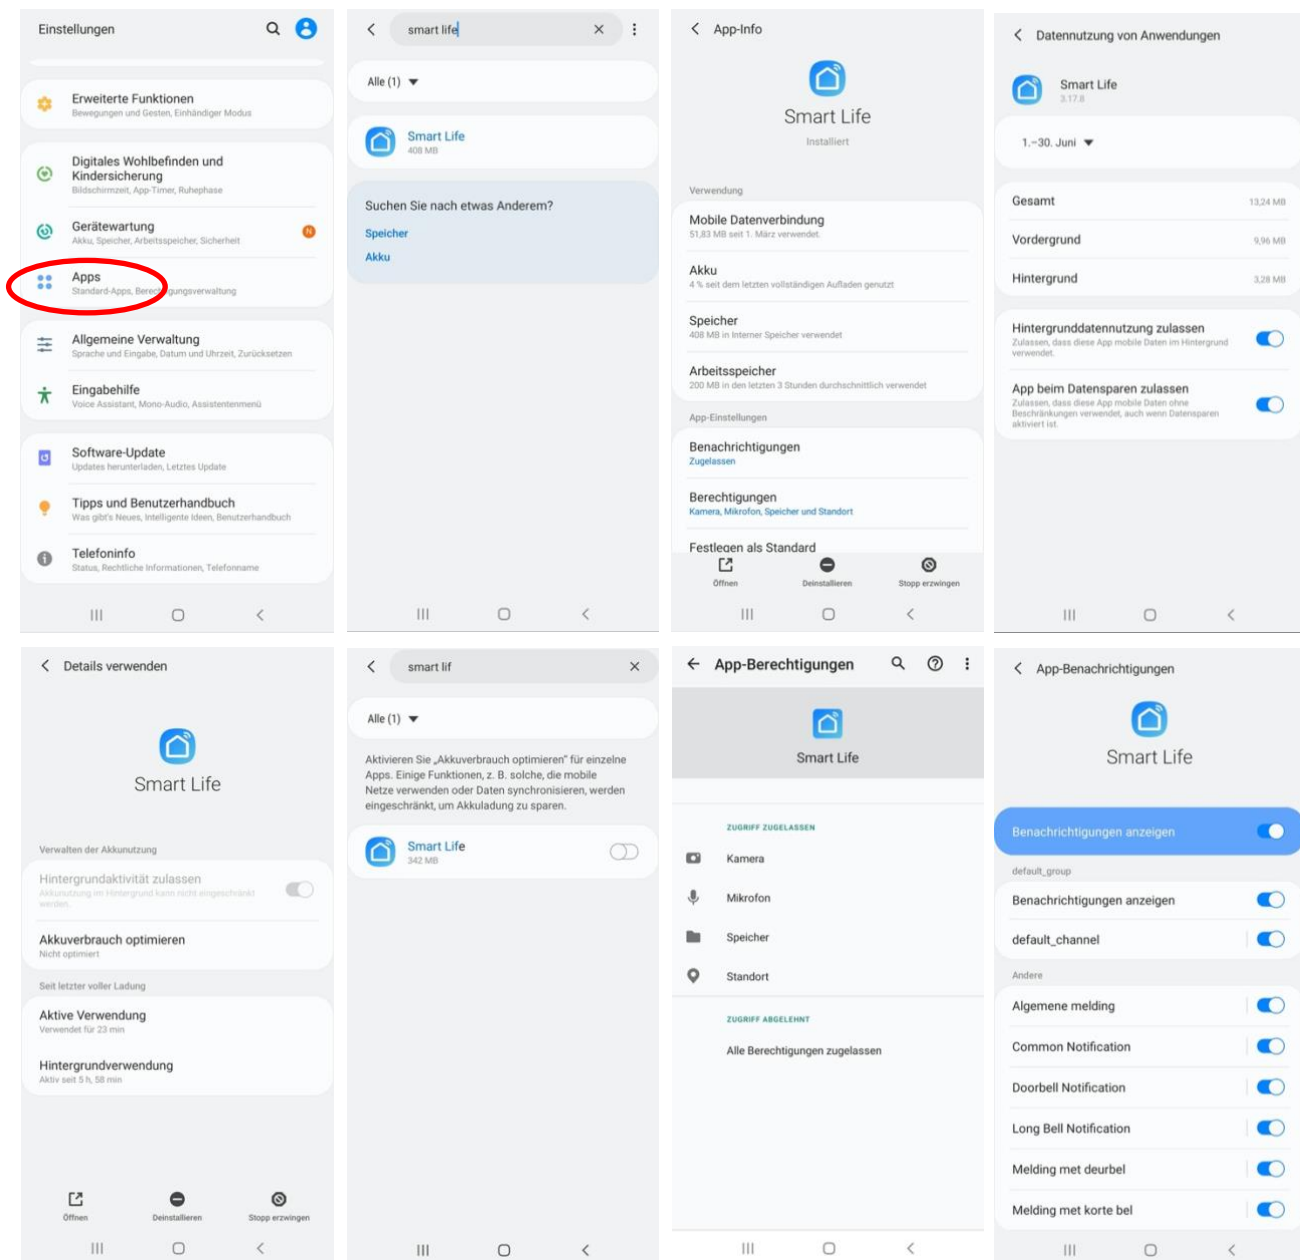 Einstellungen
Erweiterte Funktionen
Bewegungen und Gesten, Einhändiger Modus
Digitales Wohlbefinden und
Kindersicherung
Bildschirmzeit, App-Timer, Ruhephase
Gerätewartung
N
Akku, Speicher, Arbeitsspeicher, Sicherheit
Apps
Standard-Apps, Berechtigungsverwaltung
Allgemeine Verwaltung
Sprache und Eingabe, Datum und Uhrzeit, Zurücksetzen
Eingabehilfe
Voice Assistant, Mono-Audio, Assistentenmenü
Software-Update
Updates herunterladen, Letztes Update
Tipps und Benutzerhandbuch
Was gibt's Neues, Intelligente Ideen, Benutzerhandbuch
Telefoninfo
Status, Rechtliche Informationen, Telefonname
smart life
Alle (1)
Smart Life
408 MB
Suchen Sie nach etwas Anderem?
Speicher
Akku
App-Info
Smart Life
Installiert
Verwendung
Mobile Datenverbindung
51,83 MB seit 1. März verwendet
Akku
4 % seit dem letzten vollständigen Aufladen genutzt
Speicher
408 MB in Interner Speicher verwendet
Arbeitsspeicher
200 MB in den letzten 3 Stunden durchschnittlich verwendet
App-Einstellungen
Benachrichtigungen
Zugelassen
Berechtigungen
Kamera, Mikrofon, Speicher und Standort
Festlegen als Standard
Öffnen
Deinstallieren
Stopp erzwingen
Datennutzung von Anwendungen
Smart Life
3.17.8
1.–30. Juni
Gesamt
13,24 MB
Vordergrund
9,96 MB
Hintergrund
3,28 MB
Hintergrunddatennutzung zulassen
Zulassen, dass diese App mobile Daten im Hintergrund
verwendet.
App beim Datensparen zulassen
Zulassen, dass diese App mobile Daten ohne
Beschränkungen verwendet, auch wenn Datensparen
aktiviert ist.
Details verwenden
Smart Life
Verwalten der Akkunutzung
Hintergrundaktivität zulassen
Akkunutzung im Hintergrund kann nicht eingeschränkt
werden.
Akkuverbrauch optimieren
Nicht optimiert
Seit letzter voller Ladung
Aktive Verwendung
Verwendet für 23 min
Hintergrundverwendung
Aktiv seit 5 h, 58 min
Öffnen
Deinstallieren
Stopp erzwingen
smart lif
Alle (1)
Aktivieren Sie „Akkuverbrauch optimieren" für einzelne
Apps. Einige Funktionen, z. B. solche, die mobile
Netze verwenden oder Daten synchronisieren, werden
eingeschränkt, um Akkuladung zu sparen.
Smart Life
342 MB
App-Berechtigungen
Smart Life
ZUGRIFF ZUGELASSEN
Kamera
Mikrofon
Speicher
Standort
ZUGRIFF ABGELEHNT
Alle Berechtigungen zugelassen
App-Benachrichtigungen
Smart Life
Benachrichtigungen anzeigen
default_group
Benachrichtigungen anzeigen
default_channel
Andere
Algemene melding
Common Notification
Doorbell Notification
Long Bell Notification
Melding met deurbel
Melding met korte bel